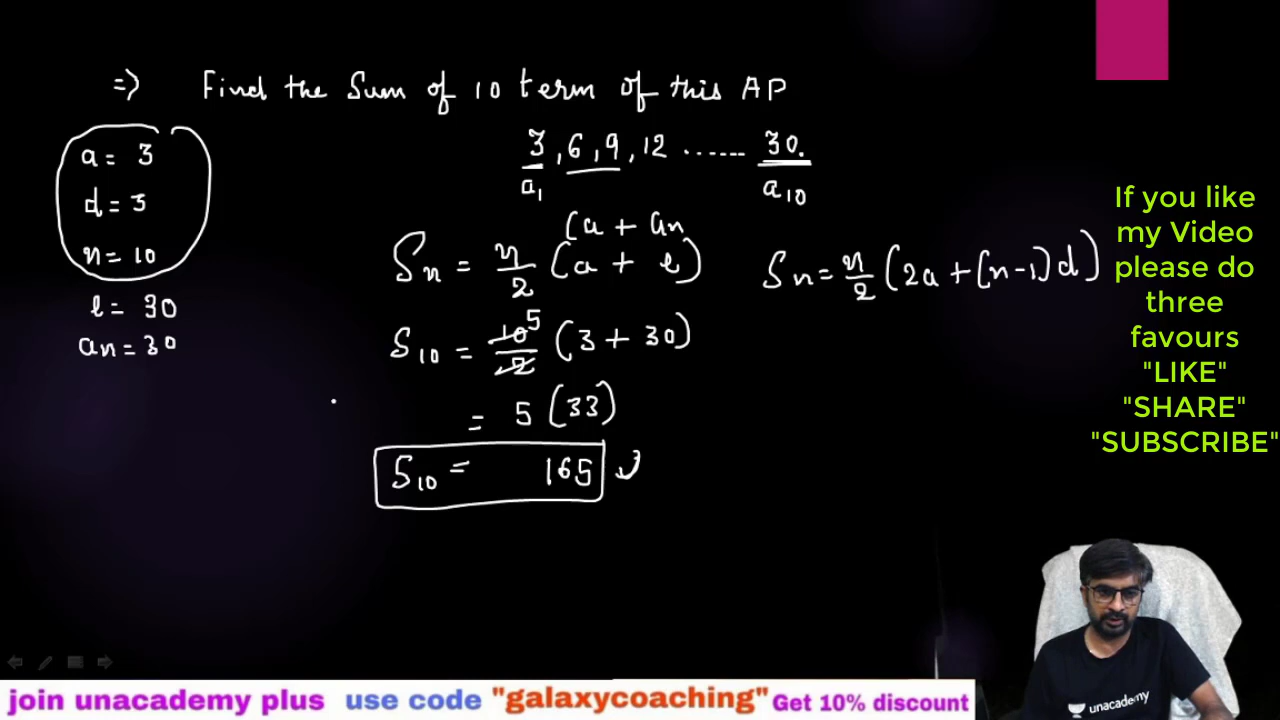 => Find the Sum of 10 term of this AP
3, 6, 9, 12 ...... 30.
a₁ a₁₀
a = 3
d = 3
n = 10
l = 30
an = 30
(a + an
Sn = n/2 (a + l)
Sn = n/2 (2a + (n-1)d)
S₁₀ = 10/2 5 (3 + 30)
= 5 (33)
S₁₀ = 165
If you like
my Video
please do
three
favours
"LIKE"
"SHARE"
"SUBSCRIBE"
unacademy
join unacademy plus use code "galaxycoaching" Get 10% discount